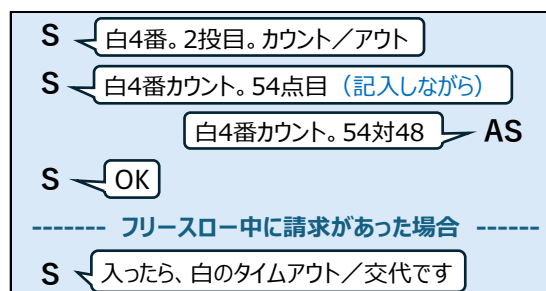 S 白4番。2投目。カウント／アウト
S 白4番カウント。54点目（記入しながら）
白4番カウント。54対48 AS
S OK
------- フリースロー中に請求があった場合 ------
S 入ったら、白のタイムアウト／交代です